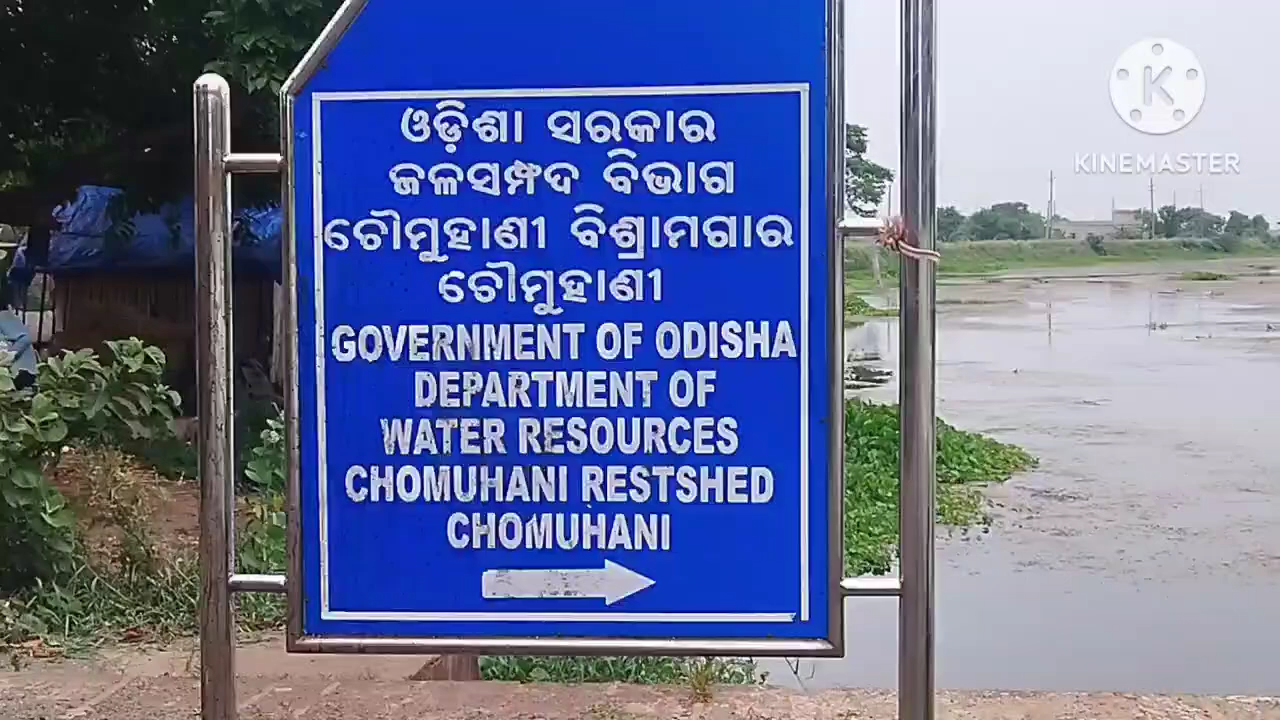 ଓଡ଼ିଶା ସରକାର
ଜଳସମ୍ପଦ ବିଭାଗ
ଚୌମୁହାଣୀ ବିଶ୍ରାମଗାର
ଚୌମୁହାଣୀ
GOVERNMENT OF ODISHA
DEPARTMENT OF
WATER RESOURCES
CHOMUHANI RESTSHED
CHOMUHANI
K
KINEMASTER